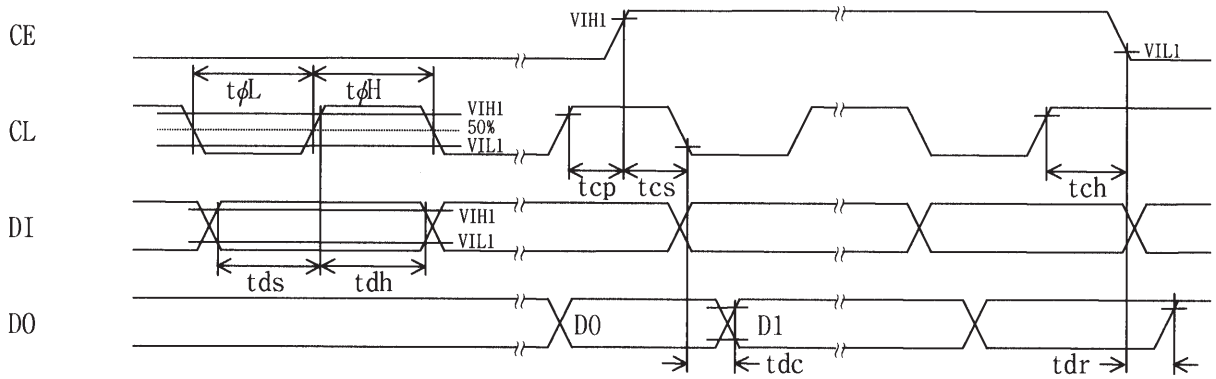 CE
VIH1
VIL1
tφL
tφH
CL
VIH1
50%
VIL1
tcp
tcs
tch
DI
VIH1
VIL1
tds
tdh
DO
D0
D1
tdc
tdr